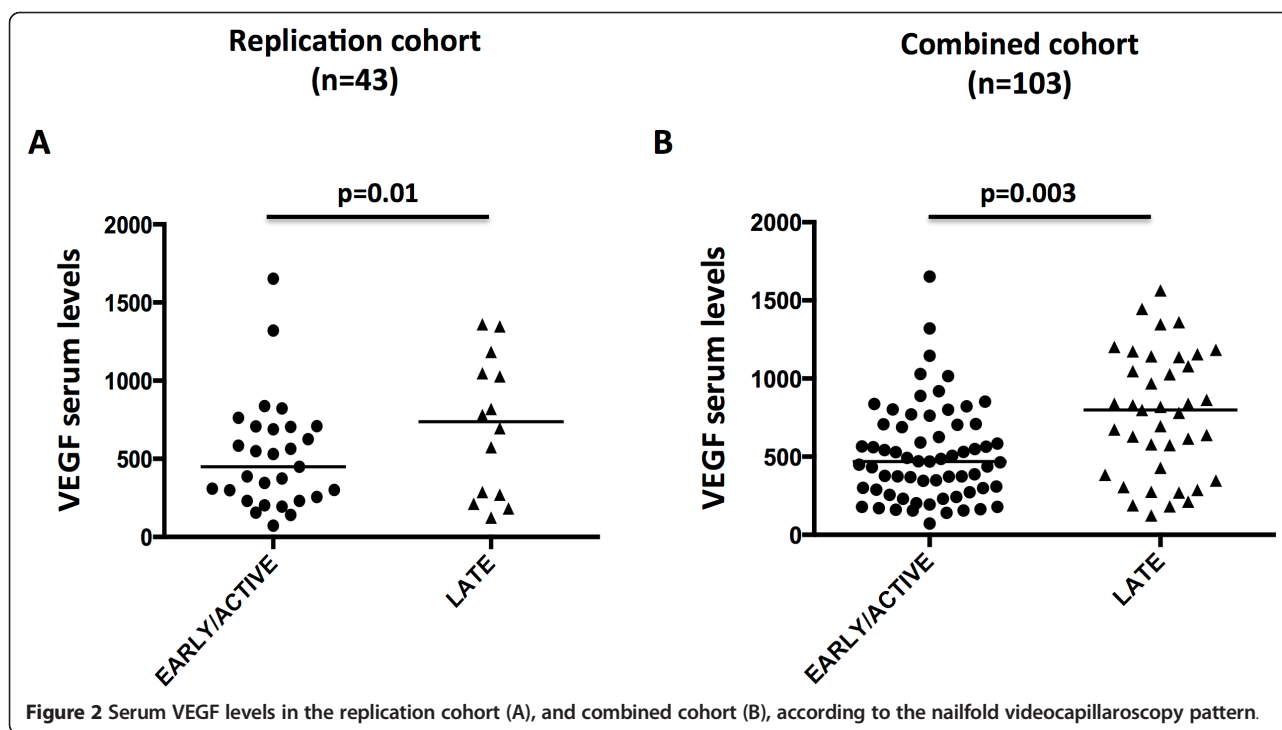 Replication cohort
(n=43)
Combined cohort
(n=103)
A
p=0.01
VEGF serum levels
2000
1500
1000
500
0
EARLY/ACTIVE
LATE
B
p=0.003
VEGF serum levels
2000
1500
1000
500
0
EARLY/ACTIVE
LATE
Figure 2 Serum VEGF levels in the replication cohort (A), and combined cohort (B), according to the nailfold videocapillaroscopy pattern.